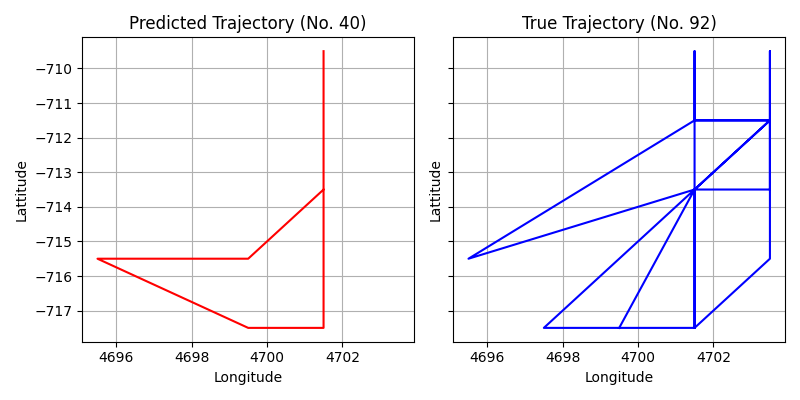 Predicted Trajectory (No. 40)
True Trajectory (No. 92)
−710
−711
−712
−713
−714
−715
−716
−717
Lattitude
Lattitude
4696
4698
4700
4702
4696
4698
4700
4702
Longitude
Longitude